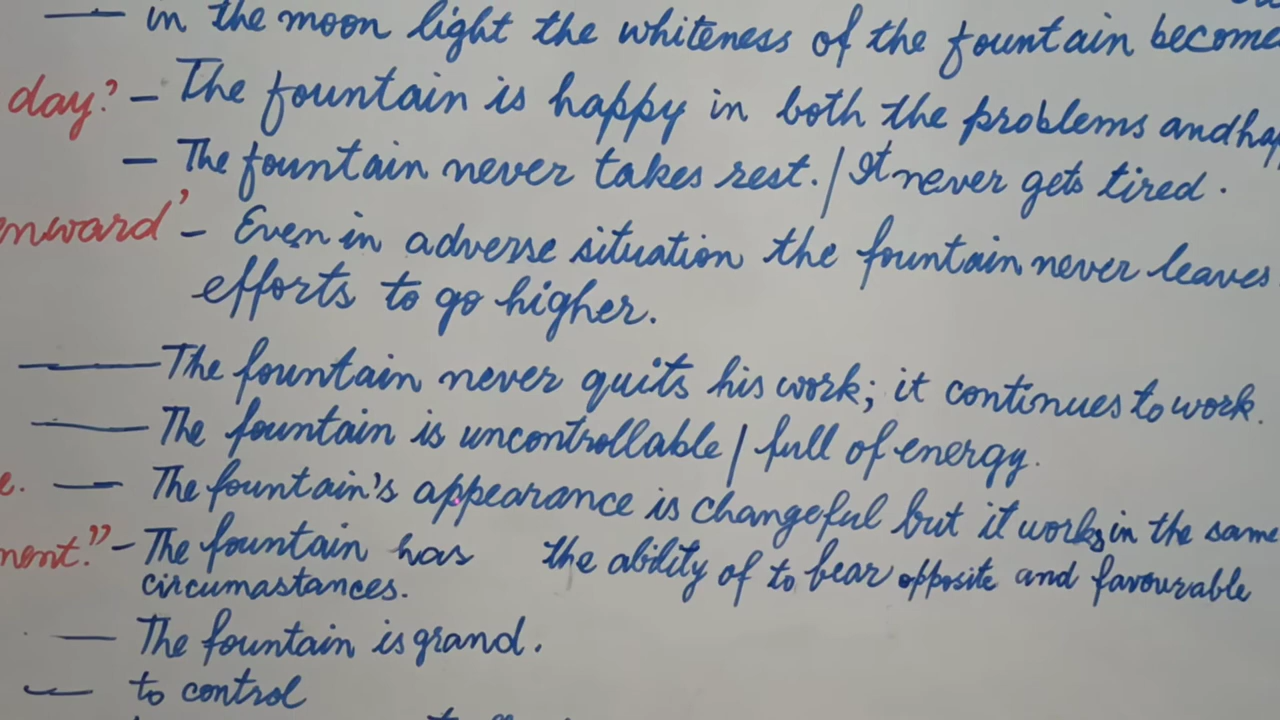 — in the moon light the whiteness of the fountain become
day?' – The fountain is happy in both the problems and hap
– The fountain never takes rest. / It never gets tired.
nward' – Even in adverse situation the fountain never leaves
efforts to go higher.
— The fountain never quits his work; it continues to work.
— The fountain is uncontrollable / full of energy.
e. — The fountain's appearance is changeful but it works in the same
ment." – The fountain has the ability of to bear opposite and favourable
circumastances.
— The fountain is grand.
— to control